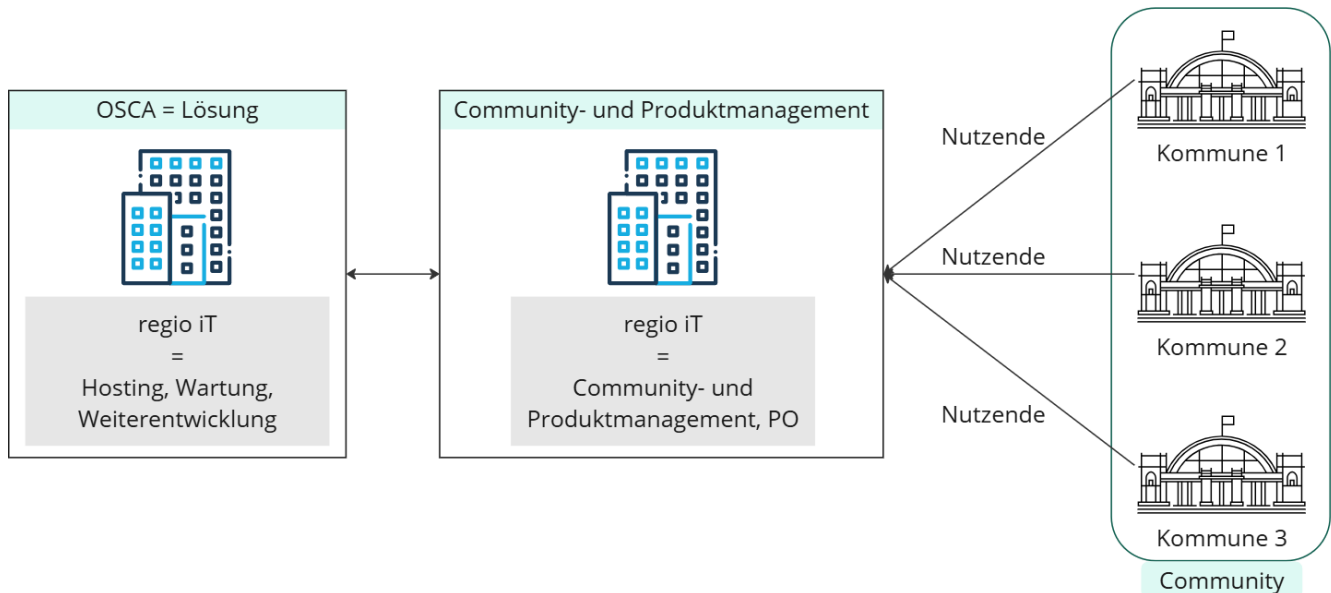 OSCA = Lösung
regio iT
=
Hosting, Wartung,
Weiterentwicklung
Community- und Produktmanagement
regio iT
=
Community- und
Produktmanagement, PO
Nutzende
Nutzende
Nutzende
Kommune 1
Kommune 2
Kommune 3
Community